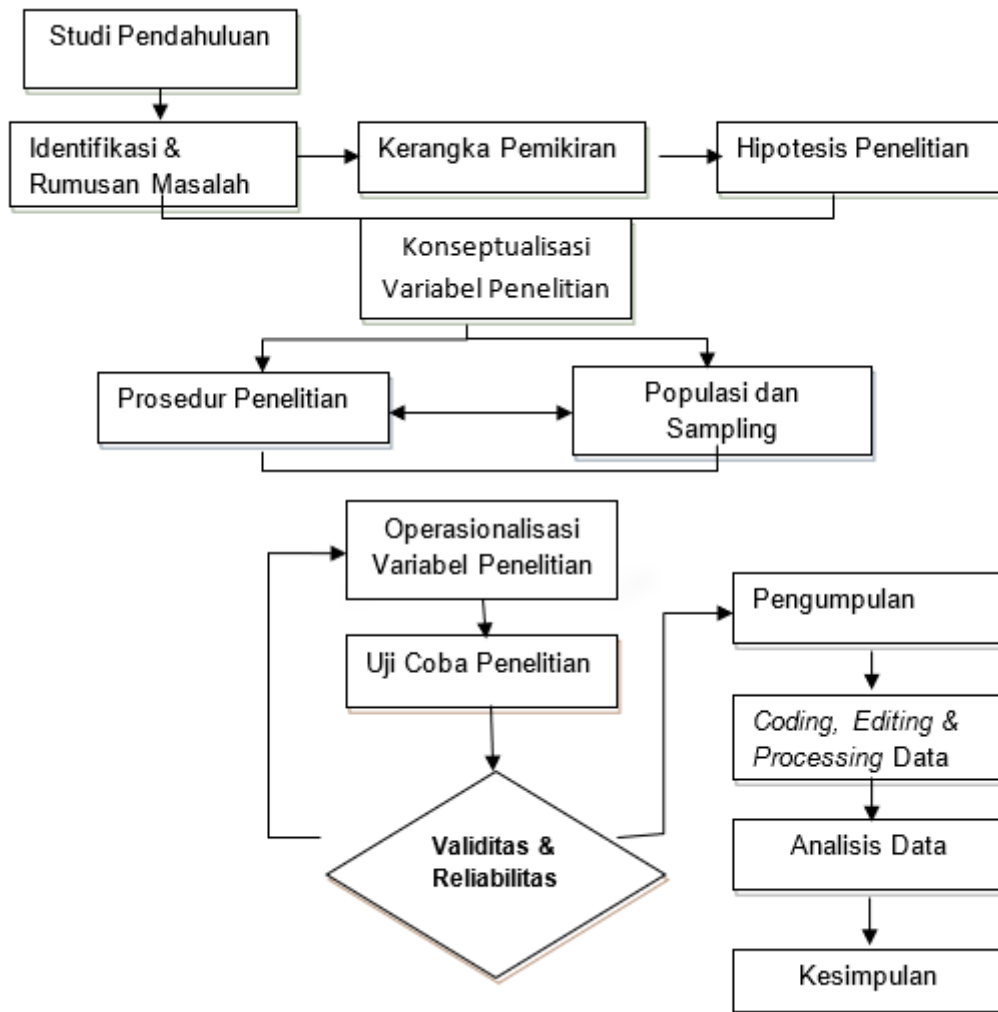 Studi Pendahuluan
Identifikasi &
Rumusan Masalah
Kerangka Pemikiran
Hipotesis Penelitian
Konseptualisasi
Variabel Penelitian
Prosedur Penelitian
Populasi dan
Sampling
Operasionalisasi
Variabel Penelitian
Uji Coba Penelitian
Validitas &
Reliabilitas
Pengumpulan
Coding, Editing &
Processing Data
Analisis Data
Kesimpulan